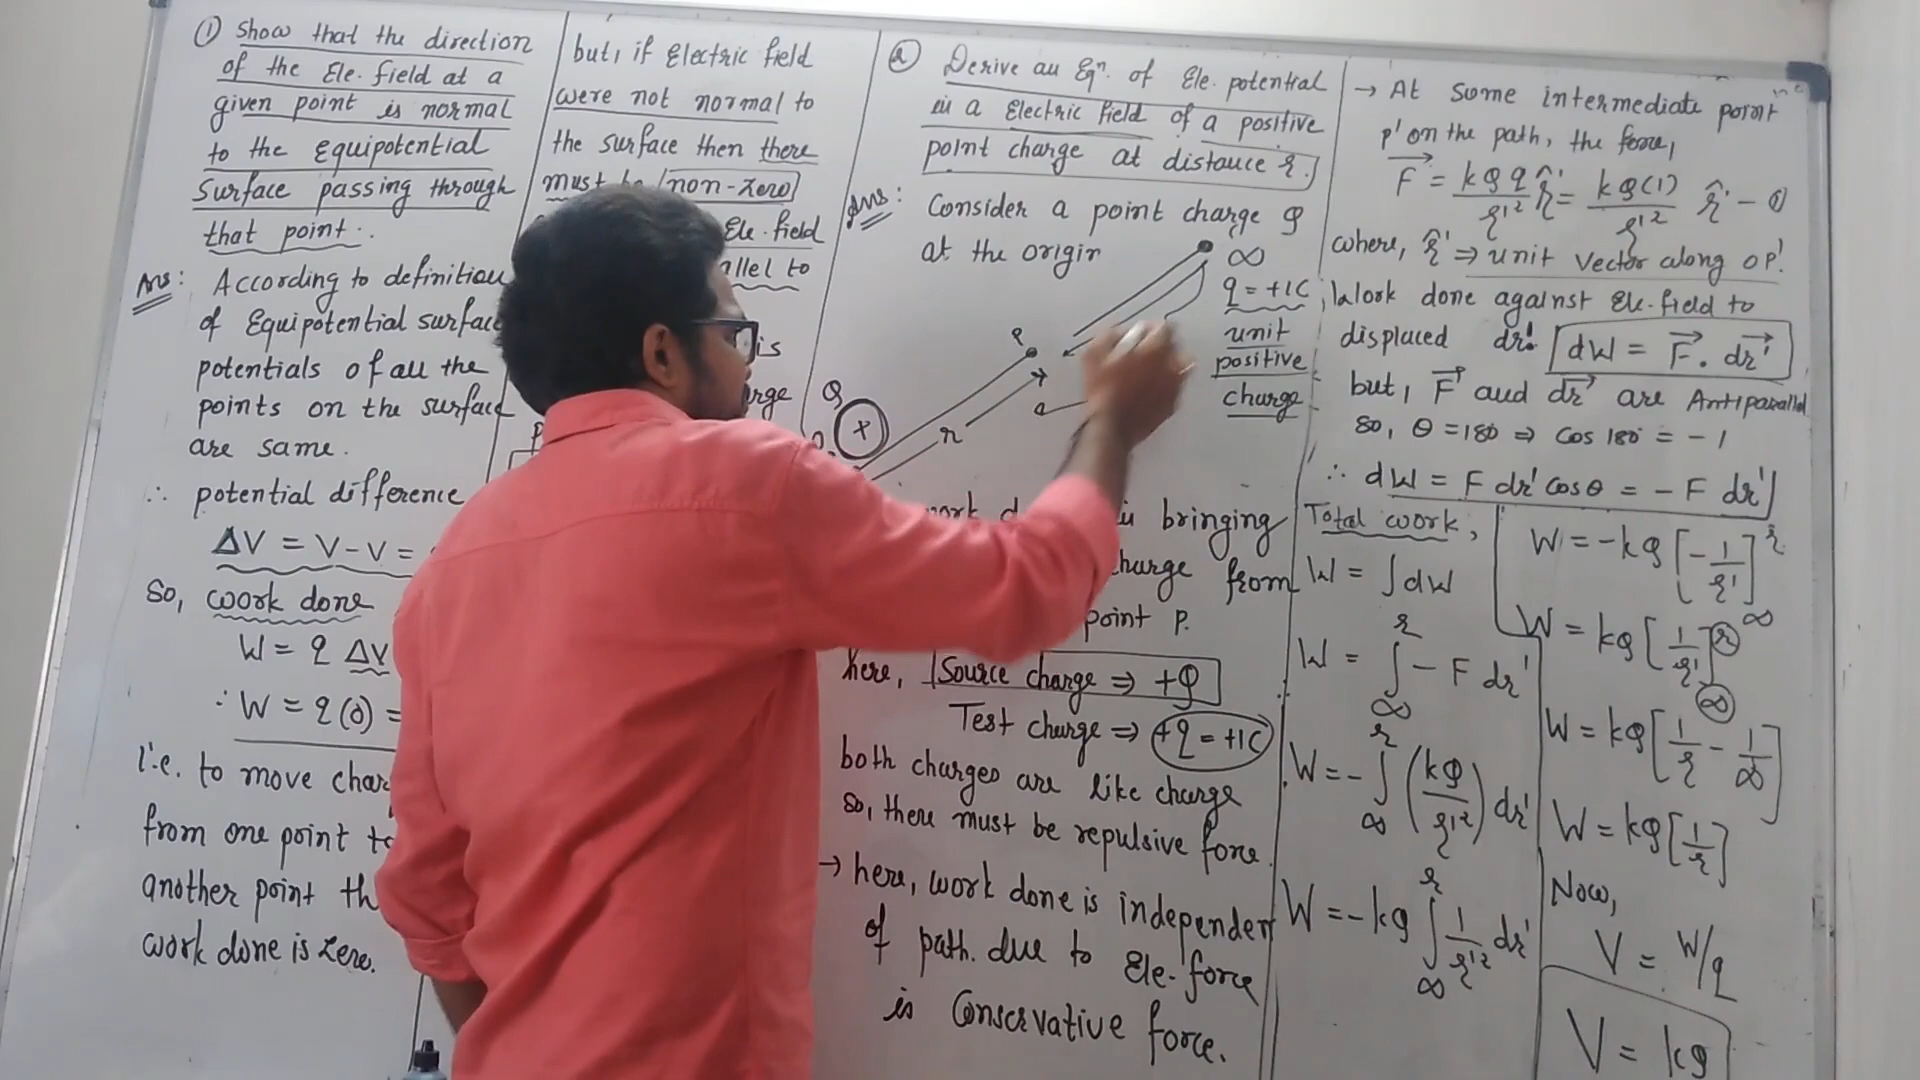 ① Show that the direction
of the Ele. field at a
given point is normal
to the equipotential
surface passing through
that point.
Ans: According to definition
of Equipotential surface
potentials of all the
points on the surface
are same.
∴ potential difference
ΔV = V-V =
So, work done
W = q ΔV
∴ W = q(0) =
i.e. to move char
from one point to
another point th
work done is zero.
but, if Electric field
were not normal to
the surface then there
must be non-zero
Ele. field
allel to
is
arge
② Derive an Eqn. of Ele. potential
in a Electric field of a positive
point charge at distance r.
Ans: Consider a point charge Q
at the origin
∞
q = +1C
unit
positive
charge
P
Q
+
r
work d in bringing
charge from
point P.
here, Source charge ⇒ +Q
Test charge ⇒ +q = +1C
both charges are like charge
so, there must be repulsive force.
→ here, work done is independent
of path. due to Ele-force
is Conservative force.
→ At some intermediate point
p' on the path, the force,
F⃗ = kQq/r'² r̂' = kQ(1)/r'² r̂' - ①
where, r̂' ⇒ unit vector along OP'.
Work done against Ele. field to
displaced dr'. dW = F⃗ . dr⃗'
but, F⃗ and dr⃗' are Antiparallel
so, θ = 180 ⇒ cos 180 = -1
∴ dW = F dr' cosθ = - F dr'
Total work,
W = ∫dW
W = ∫∞^r - F dr'
W = - ∫∞^r (kQ/r'²) dr'
W = - kQ ∫∞^r 1/r'² dr'
W = -kQ [-1/r']∞^r
W = kQ [1/r']∞^r
W = kQ [1/r - 1/∞]
W = kQ [1/r]
Now,
V = W/q
V = kQ